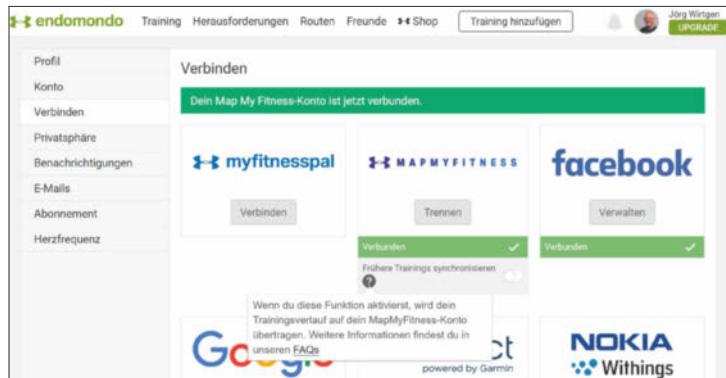 endomondo Training Herausforderungen Routen Freunde Shop Training hinzufügen Jörg Wirtgen
UPGRADE
Profil
Konto
Verbinden
Privatsphäre
Benachrichtigungen
E-Mails
Abonnement
Herzfrequenz
Verbinden
Dein Map My Fitness-Konto ist jetzt verbunden.
myfitnesspal
Verbinden
MAPMYFITNESS
Trennen
Verbunden
Frühere Trainings synchronisieren
?
facebook
Verwalten
Verbunden
Wenn du diese Funktion aktivierst, wird dein
Trainingsverlauf auf dein MapMyFitness-Konto
übertragen. Weitere Informationen findest du in
unseren FAQs
ct
powered by Garmin
NOKIA
Withings